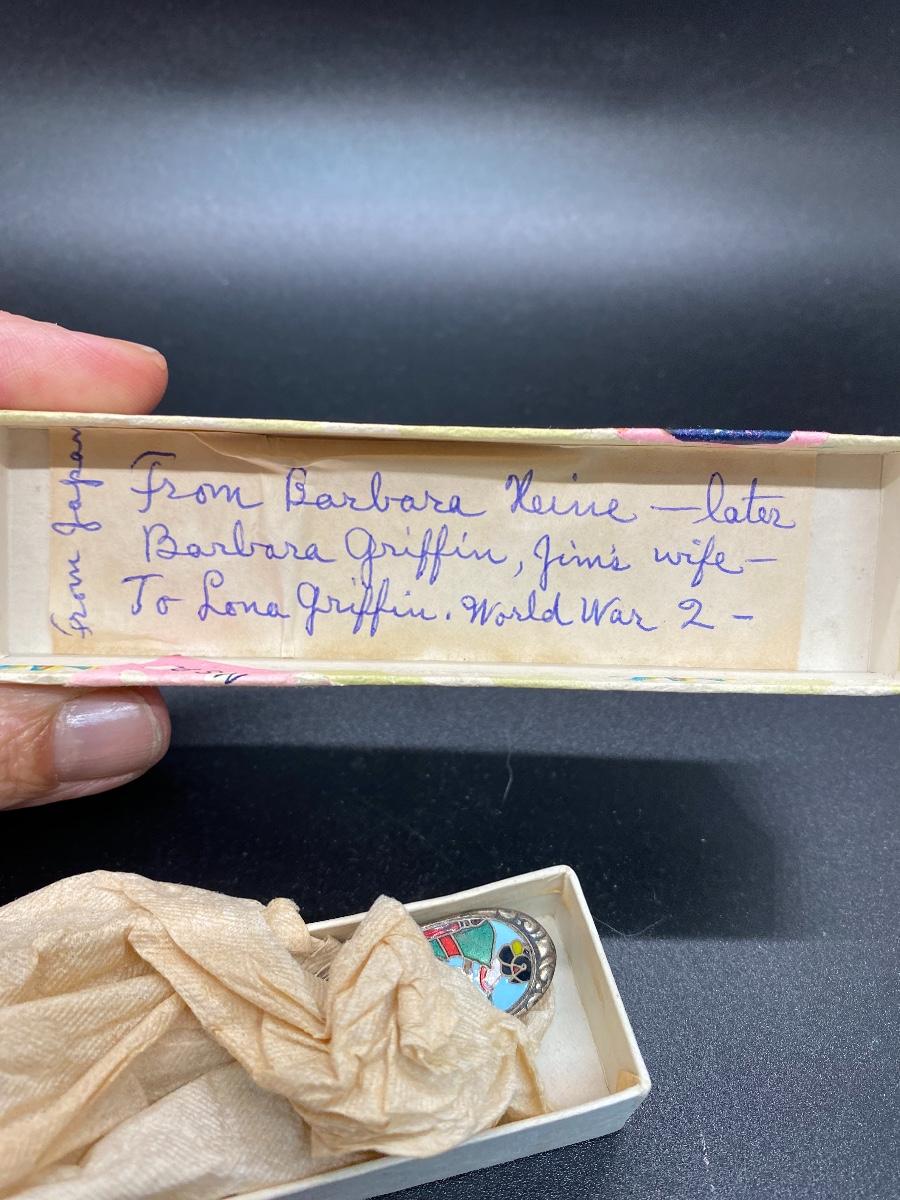 From Barbara Heine — later
Barbara Griffin, Jim's wife —
To Lona Griffin. World War 2 —
from Japan